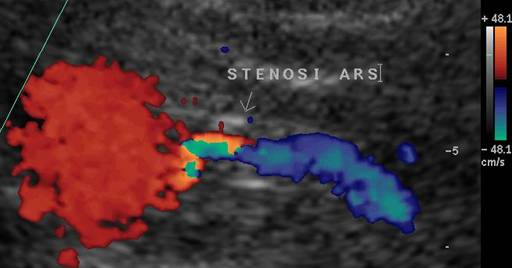 + 48.1
STENOSI ARS
-5
- 48.1
cm/s